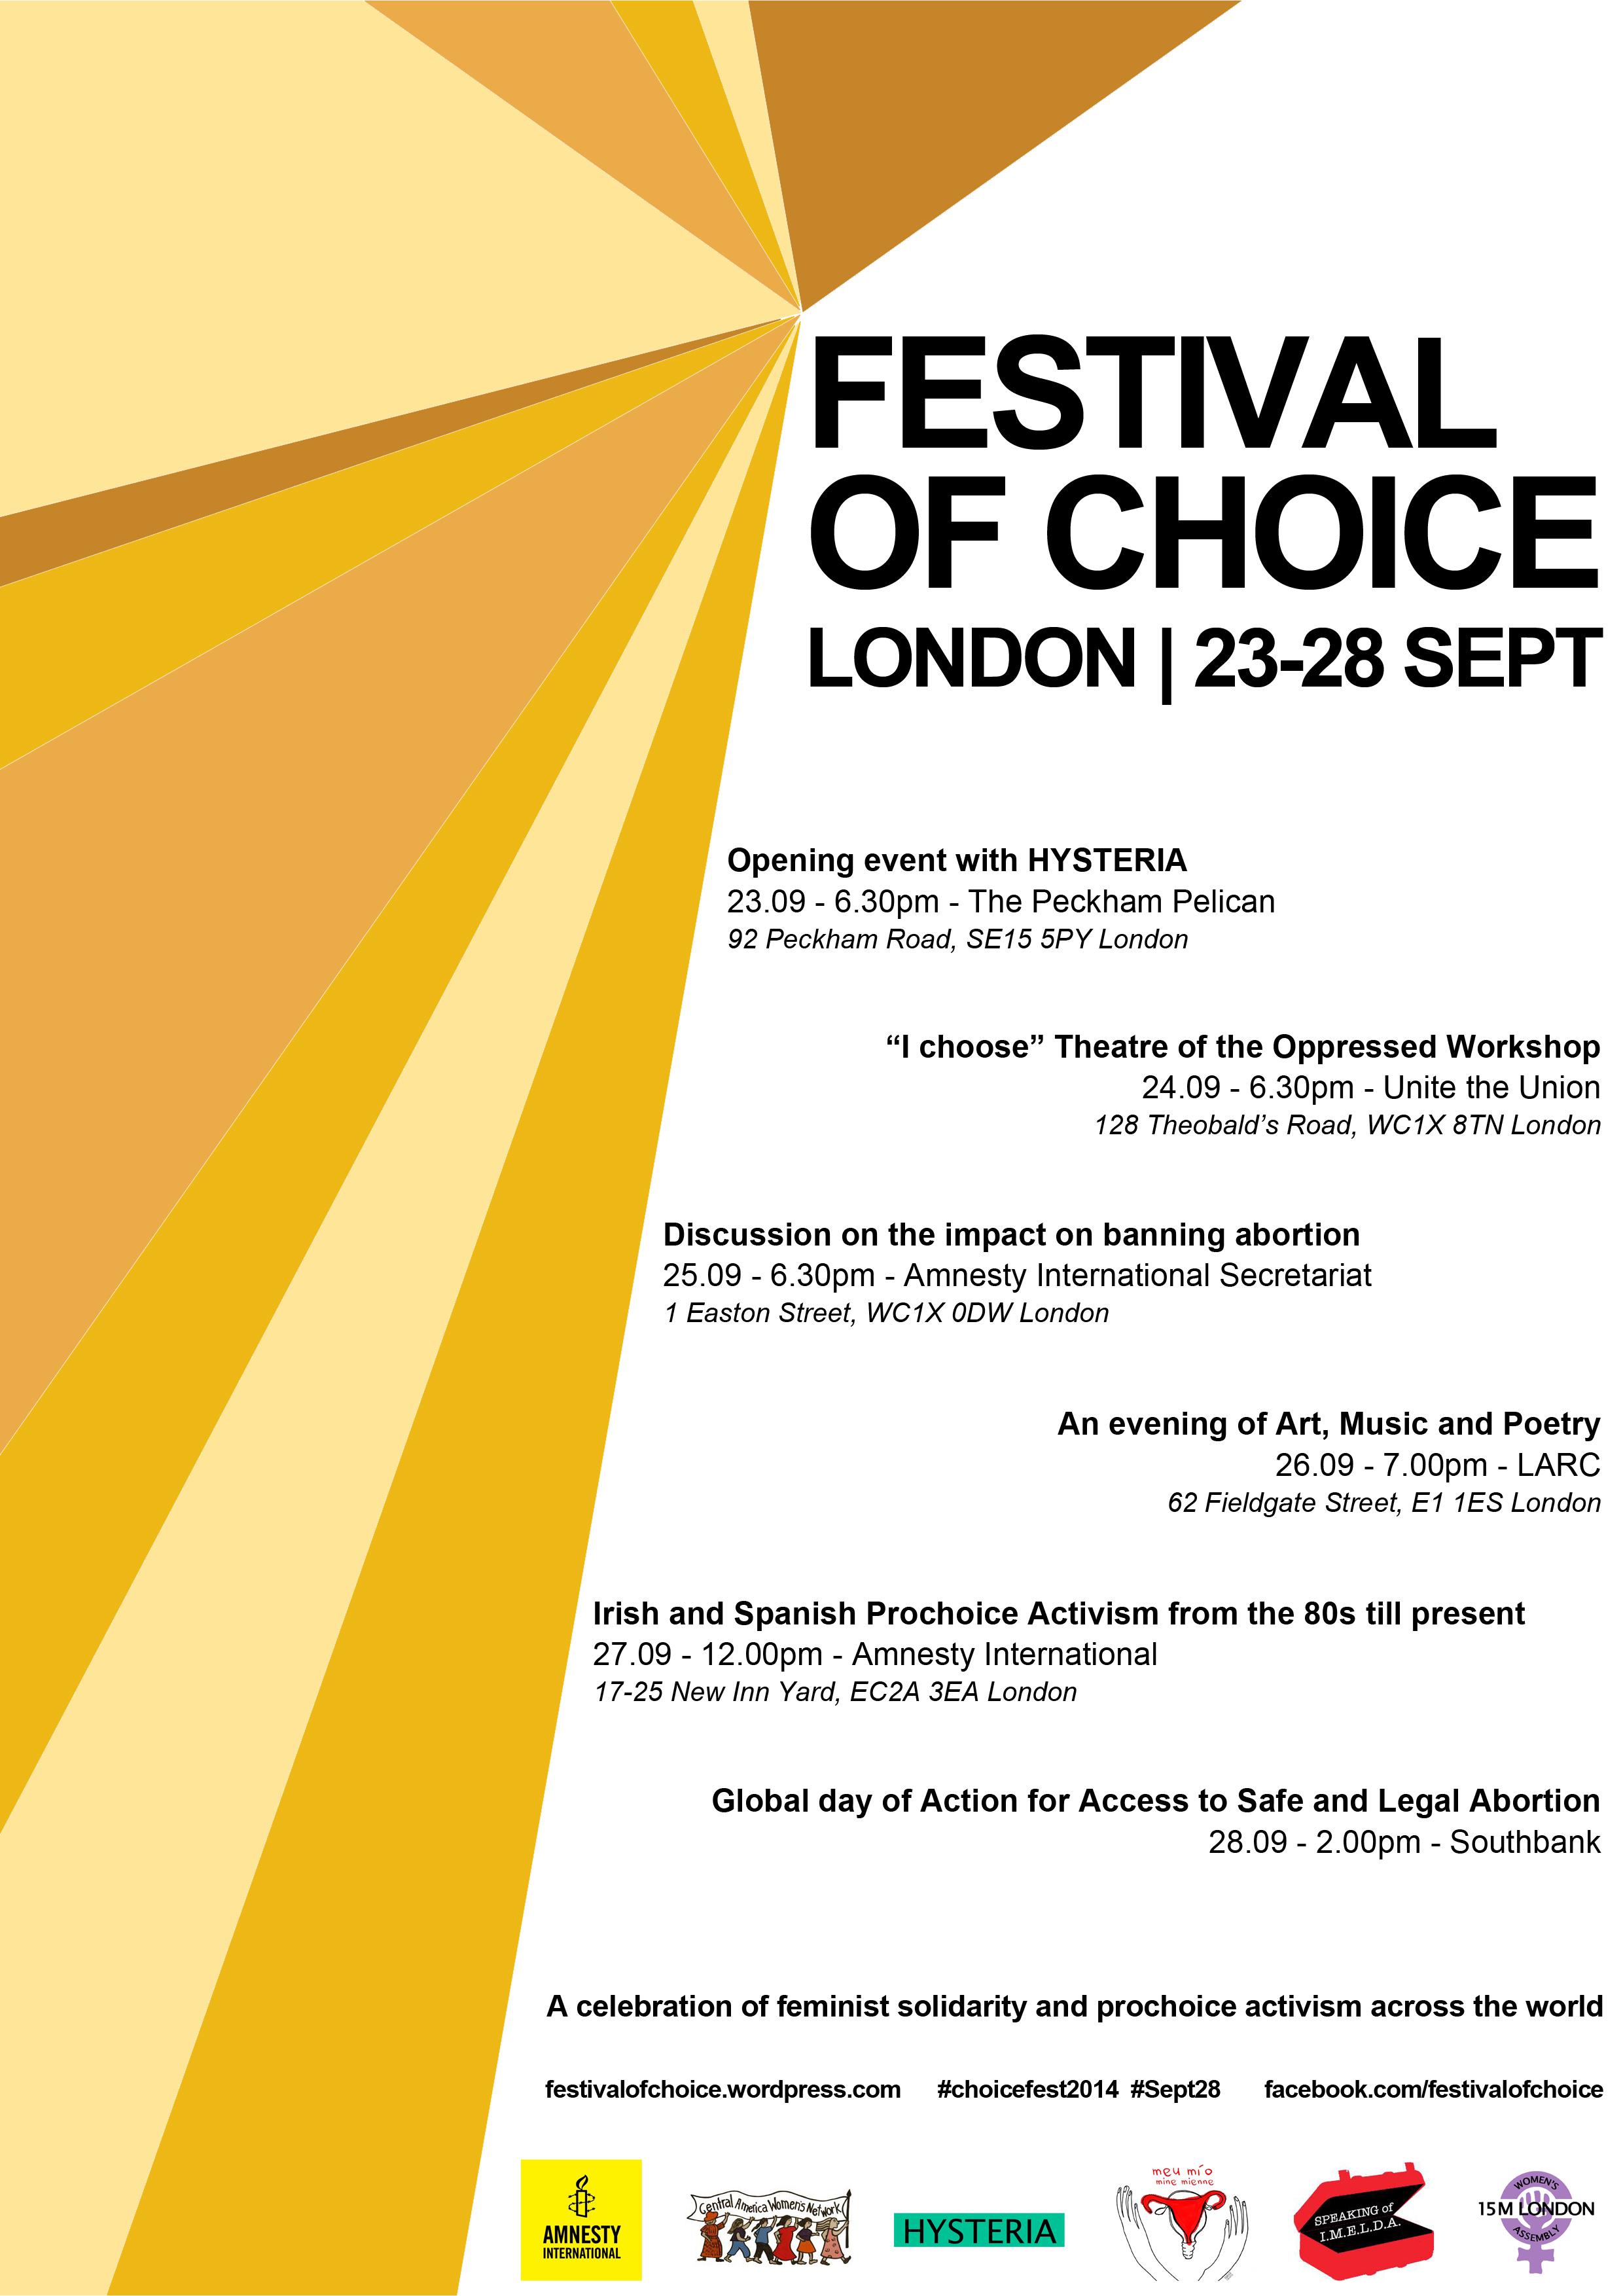 FESTIVAL
OF CHOICE
LONDON | 23-28 SEPT
Opening event with HYSTERIA
23.09 - 6.30pm - The Peckham Pelican
92 Peckham Road, SE15 5PY London
“I choose” Theatre of the Oppressed Workshop
24.09 - 6.30pm - Unite the Union
128 Theobald’s Road, WC1X 8TN London
Discussion on the impact on banning abortion
25.09 - 6.30pm - Amnesty International Secretariat
1 Easton Street, WC1X 0DW London
An evening of Art, Music and Poetry
26.09 - 7.00pm - LARC
62 Fieldgate Street, E1 1ES London
Irish and Spanish Prochoice Activism from the 80s till present
27.09 - 12.00pm - Amnesty International
17-25 New Inn Yard, EC2A 3EA London
Global day of Action for Access to Safe and Legal Abortion
28.09 - 2.00pm - Southbank
A celebration of feminist solidarity and prochoice activism across the world
festivalofchoice.wordpress.com #choicefest2014 #Sept28 facebook.com/festivalofchoice
AMNESTY
INTERNATIONAL
Central America Women's Network
HYSTERIA
meu mío
mine mienne
SPEAKING of
I.M.E.L.D.A.
WOMEN'S
15M LONDON
ASSEMBLY